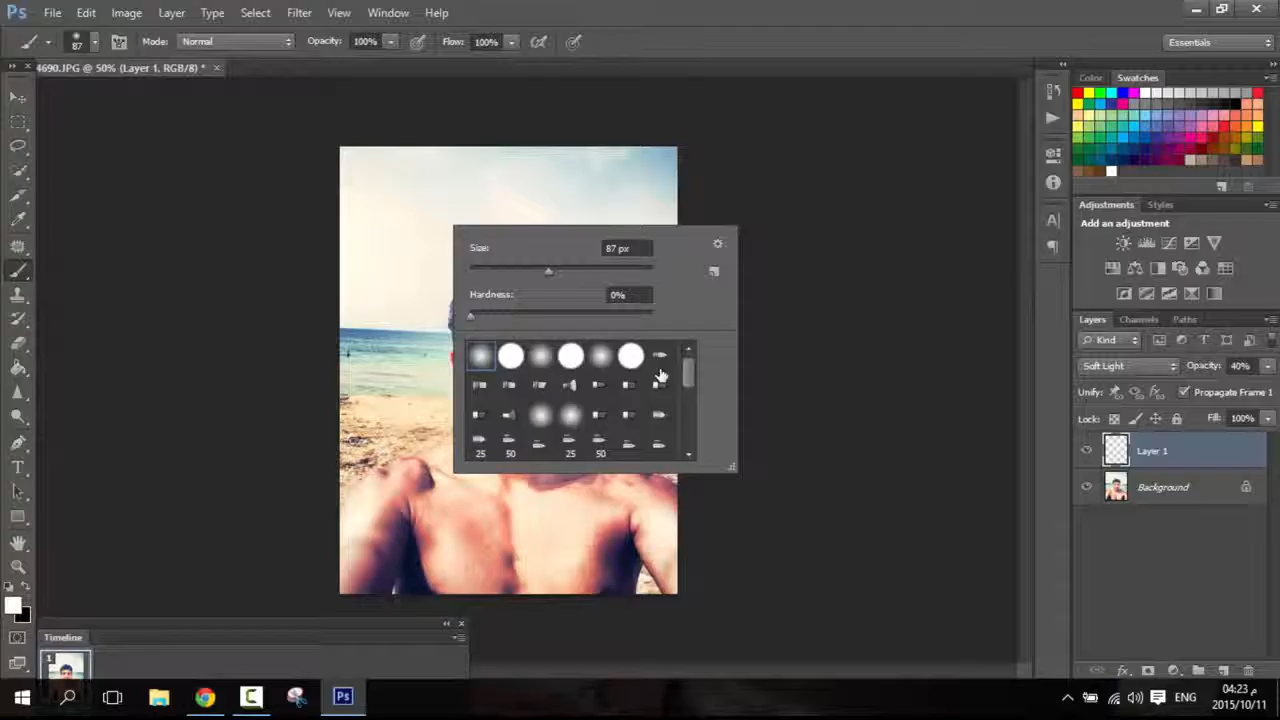 Ps File Edit Image Layer Type Select Filter View Window Help
87 Mode: Normal Opacity: 100% Flow: 100% Essentials
4690.JPG @ 50% (Layer 1, RGB/8) * ×
Color Swatches
Adjustments Styles
Add an adjustment
Size: 87 px
Hardness: 0%
25 50 25 50
Layers Channels Paths
Kind
Soft Light Opacity: 40%
Unify: Propagate Frame 1
Lock: Fill: 100%
Layer 1
Background
Timeline
1
Ps ENG 04:23 م
2015/10/11